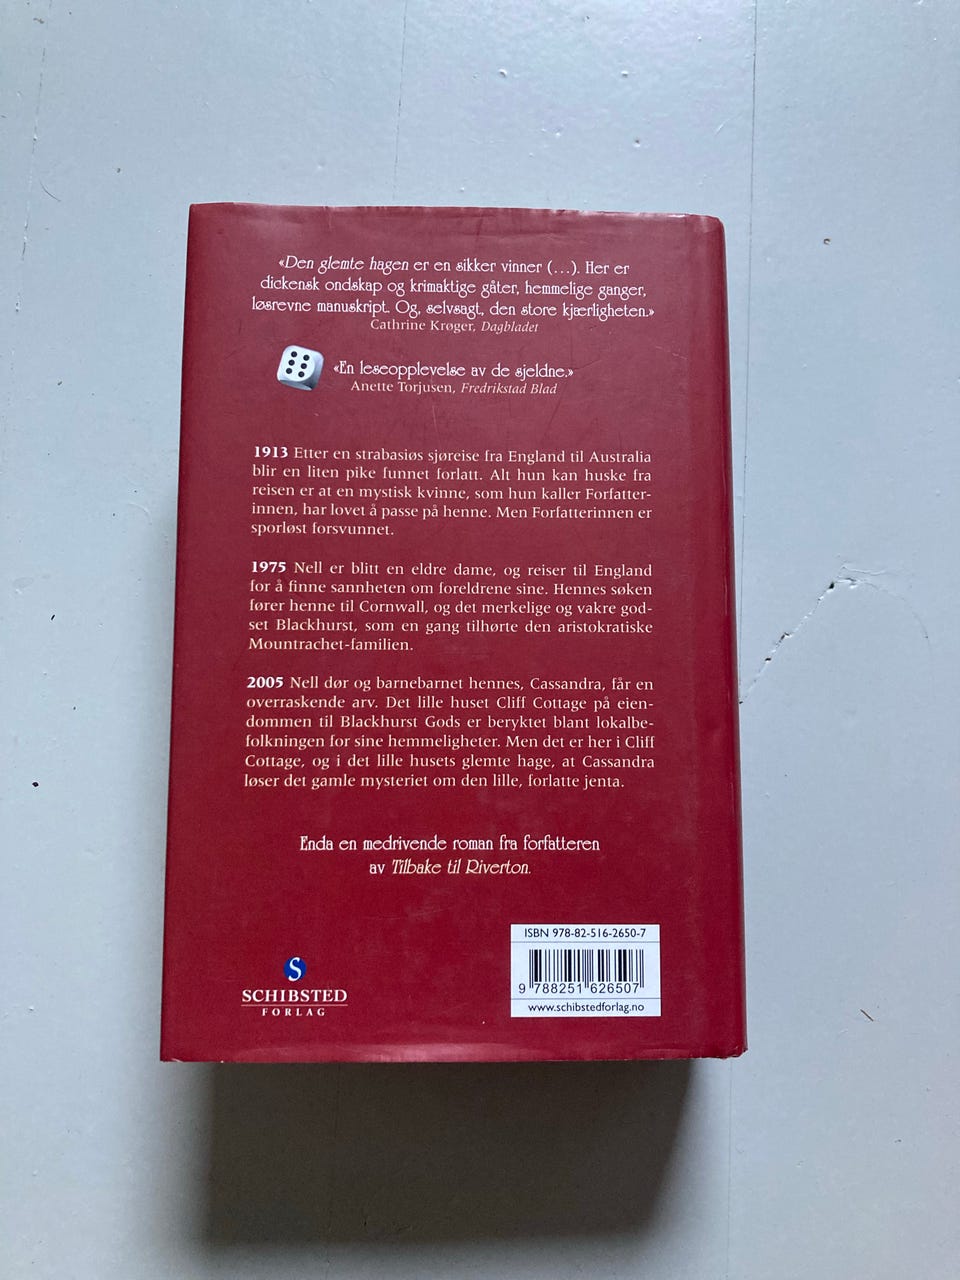 «Den glemte hagen er en sikker vinner (...). Her er
dickensk ondskap og krimaktige gåter, hemmelige ganger,
løsrevne manuskript. Og, selvsagt, den store kjærligheten.»
Cathrine Krøger, Dagbladet
«En leseopplevelse av de sjeldne.»
Anette Torjusen, Fredrikstad Blad
1913 Etter en strabasiøs sjøreise fra England til Australia
blir en liten pike funnet forlatt. Alt hun kan huske fra
reisen er at en mystisk kvinne, som hun kaller Forfatter-
innen, har lovet å passe på henne. Men Forfatterinnen er
sporløst forsvunnet.
1975 Nell er blitt en eldre dame, og reiser til England
for å finne sannheten om foreldrene sine. Hennes søken
fører henne til Cornwall, og det merkelige og vakre god-
set Blackhurst, som en gang tilhørte den aristokratiske
Mountrachet-familien.
2005 Nell dør og barnebarnet hennes, Cassandra, får en
overraskende arv. Det lille huset Cliff Cottage på eien-
dommen til Blackhurst Gods er beryktet blant lokalbe-
folkningen for sine hemmeligheter. Men det er her i Cliff
Cottage, og i det lille husets glemte hage, at Cassandra
løser det gamle mysteriet om den lille, forlatte jenta.
Enda en medrivende roman fra forfatteren
av Tilbake til Riverton.
ISBN 978-82-516-2650-7
9 788251 626507
www.schibstedforlag.no
S
SCHIBSTED
FORLAG